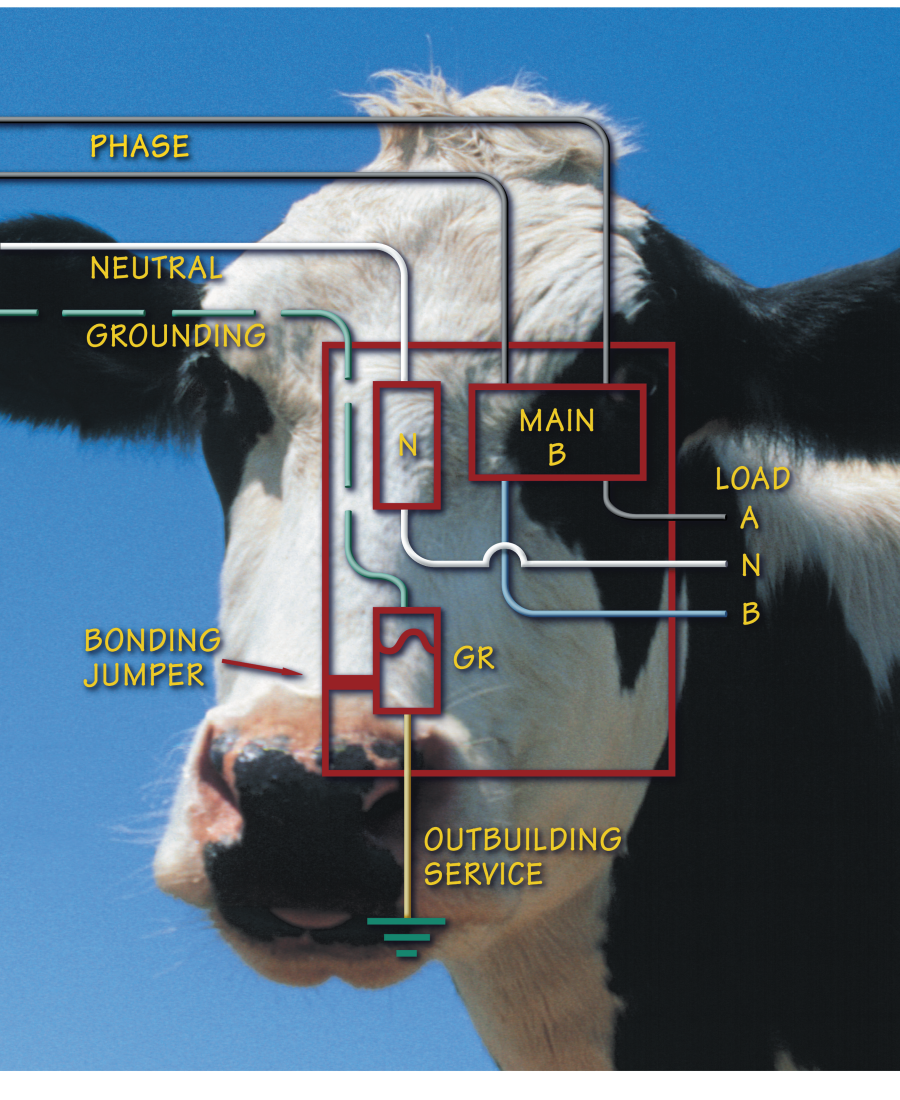 PHASE
NEUTRAL
GROUNDING
N
MAIN
B
LOAD
A
N
B
BONDING
JUMPER
GR
OUTBUILDING
SERVICE